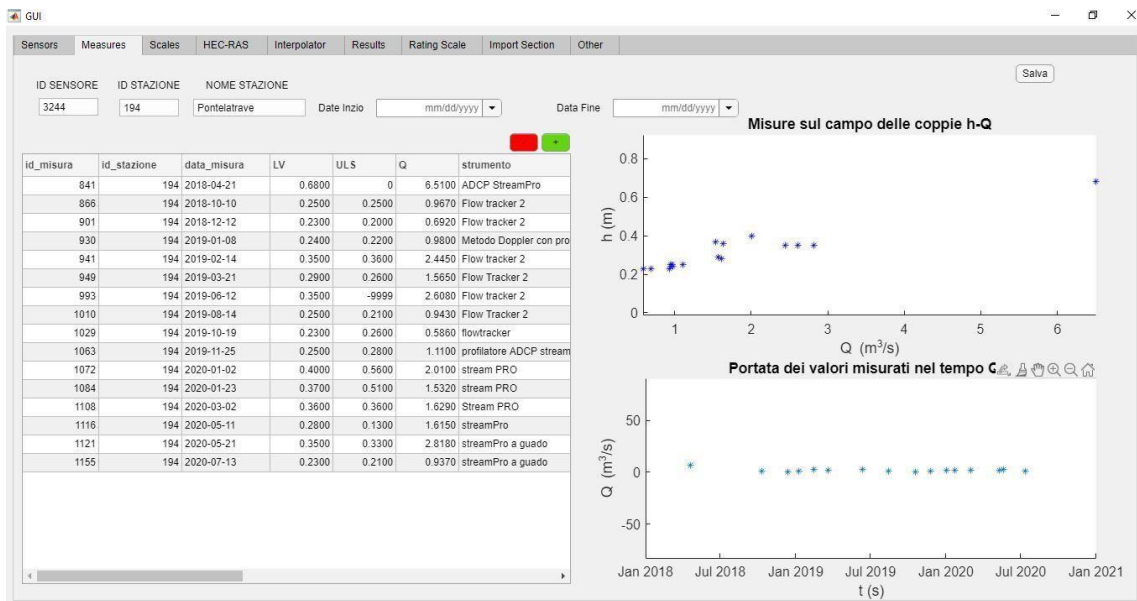 GUI
Sensors Measures Scales HEC-RAS Interpolator Results Rating Scale Import Section Other
Salva
ID SENSORE ID STAZIONE NOME STAZIONE
3244 194 Pontelatrave Date Inzio mm/dd/yyyy Data Fine mm/dd/yyyy
+
id_misura id_stazione data_misura LV ULS Q strumento
841 194 2018-04-21 0.6800 0 6.5100 ADCP StreamPro
866 194 2018-10-10 0.2500 0.2500 0.9670 Flow tracker 2
901 194 2018-12-12 0.2300 0.2000 0.6920 Flow tracker 2
930 194 2019-01-08 0.2400 0.2200 0.9800 Metodo Doppler con pro
941 194 2019-02-14 0.3500 0.3600 2.4450 Flow tracker 2
949 194 2019-03-21 0.2900 0.2600 1.5650 Flow Tracker 2
993 194 2019-06-12 0.3500 -9999 2.6080 Flow tracker 2
1010 194 2019-08-14 0.2500 0.2100 0.9430 Flow Tracker 2
1029 194 2019-10-19 0.2300 0.2600 0.5860 flowtracker
1063 194 2019-11-25 0.2500 0.2800 1.1100 profilatore ADCP stream
1072 194 2020-01-02 0.4000 0.5600 2.0100 stream PRO
1084 194 2020-01-23 0.3700 0.5100 1.5320 stream PRO
1108 194 2020-03-02 0.3600 0.3600 1.6290 Stream PRO
1116 194 2020-05-11 0.2800 0.1300 1.6150 streamPro
1121 194 2020-05-21 0.3500 0.3300 2.8180 streamPro a guado
1155 194 2020-07-13 0.2300 0.2100 0.9370 streamPro a guado
Misure sul campo delle coppie h-Q
h (m)
0.8
0.6
0.4
0.2
0
1 2 3 4 5 6
Q (m³/s)
Portata dei valori misurati nel tempo
Q (m³/s)
50
0
-50
Jan 2018 Jul 2018 Jan 2019 Jul 2019 Jan 2020 Jul 2020 Jan 2021
t (s)